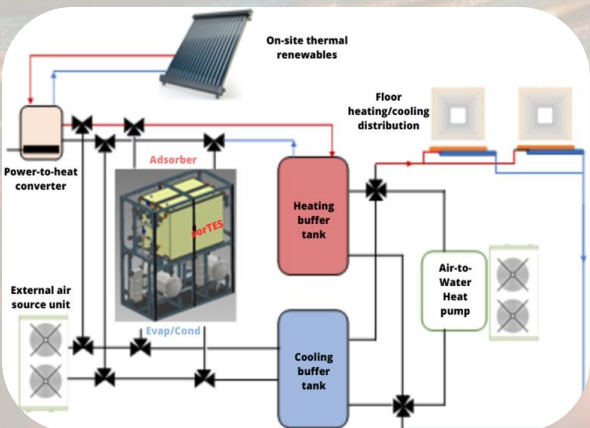 On-site thermal
renewables
Floor
heating/cooling
distribution
Power-to-heat
converter
Adsorber
sorTES
Heating
buffer
tank
External air
source unit
Air-to-
Water
Heat
pump
Evap/Cond
Cooling
buffer
tank